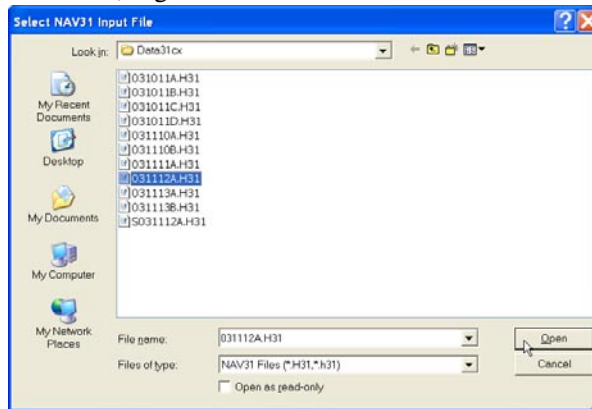 Select NAV31 Input File
Look in: Data31cx
031011A.H31
031011B.H31
031011C.H31
031011D.H31
031110A.H31
031110B.H31
031111A.H31
031112A.H31
031113A.H31
031113B.H31
S031112A.H31
My Recent
Documents
Desktop
My Documents
My Computer
My Network
Places
File name: 031112A.H31 Open
Files of type: NAV31 Files (*.H31,*.h31) Cancel
Open as read-only